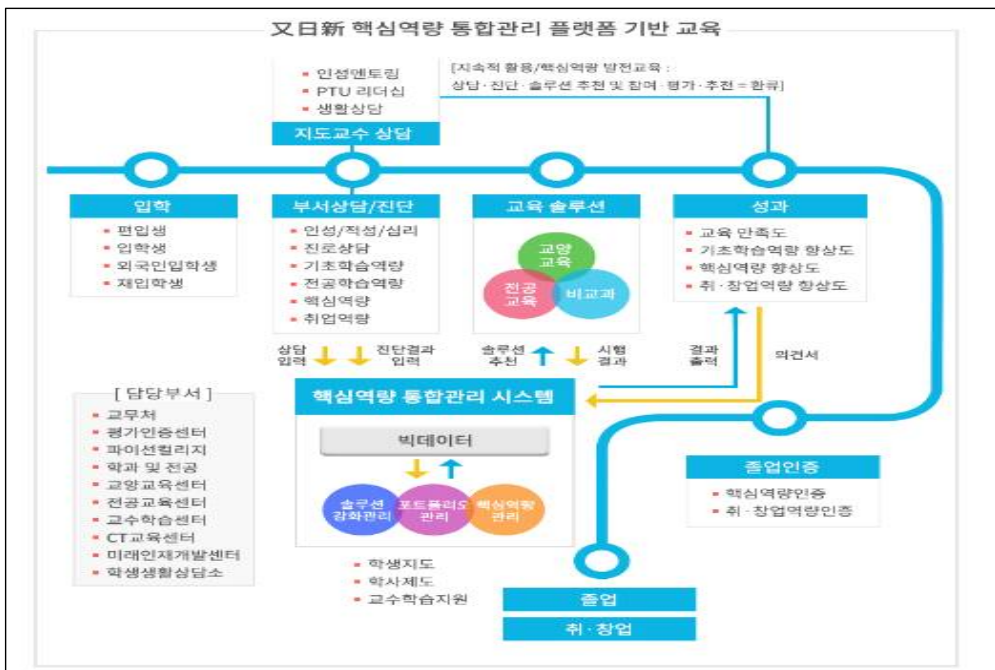 又日新 핵심역량 통합관리 플랫폼 기반 교육
인성멘토링
PTU 리더십
생활상담
지도교수 상담
[지속적 활용/핵심역량 발전교육 :
상담·진단·솔루션 추천 및 참여·평가·추천 = 환류]
입학
편입생
입학생
외국인입학생
재입학생
부서상담/진단
인성/적성/심리
진로상담
기초학습역량
전공학습역량
핵심역량
취업역량
교육 솔루션
교양
교육
전공
교육
비교과
성과
교육 만족도
기초학습역량 향상도
핵심역량 향상도
취·창업역량 향상도
상담
입력
진단결과
입력
솔루션
추천
시행
결과
결과
출력
의견서
[ 담당부서 ]
교무처
평가인증센터
파이선컬리지
학과 및 전공
교양교육센터
전공교육센터
교수학습센터
CT교육센터
미래인재개발센터
학생생활상담소
핵심역량 통합관리 시스템
빅데이터
솔루션
강화관리
포트폴리오
관리
핵심역량
관리
학생지도
학사제도
교수학습지원
졸업인증
핵심역량인증
취·창업역량인증
졸업
취·창업